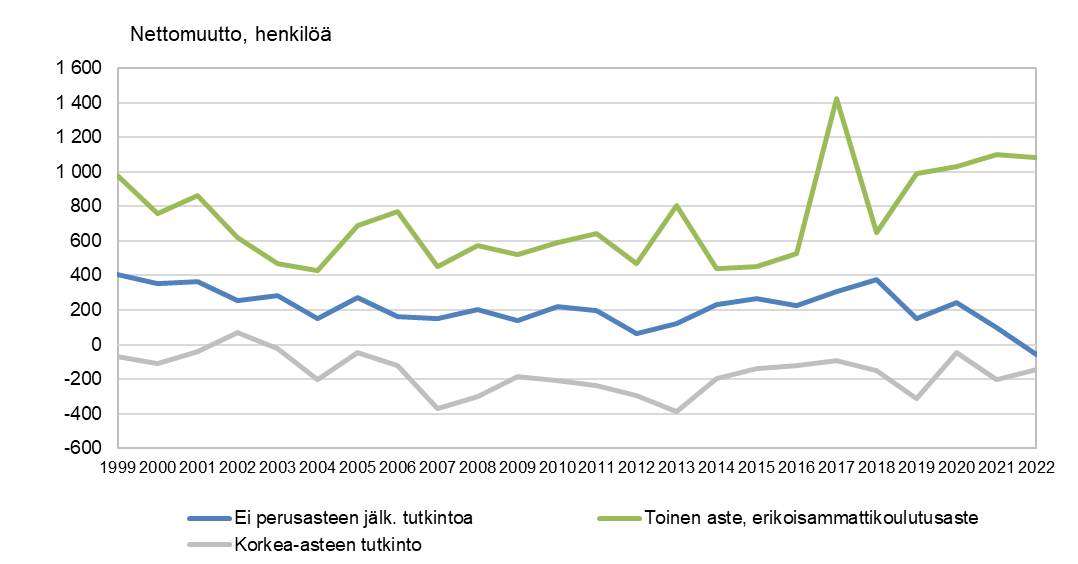 Nettomuutto, henkilöä
1 600
1 400
1 200
1 000
800
600
400
200
0
-200
-400
-600
1999 2000 2001 2002 2003 2004 2005 2006 2007 2008 2009 2010 2011 2012 2013 2014 2015 2016 2017 2018 2019 2020 2021 2022
Ei perusasteen jälk. tutkintoa
Toinen aste, erikoisammattikoulutusaste
Korkea-asteen tutkinto